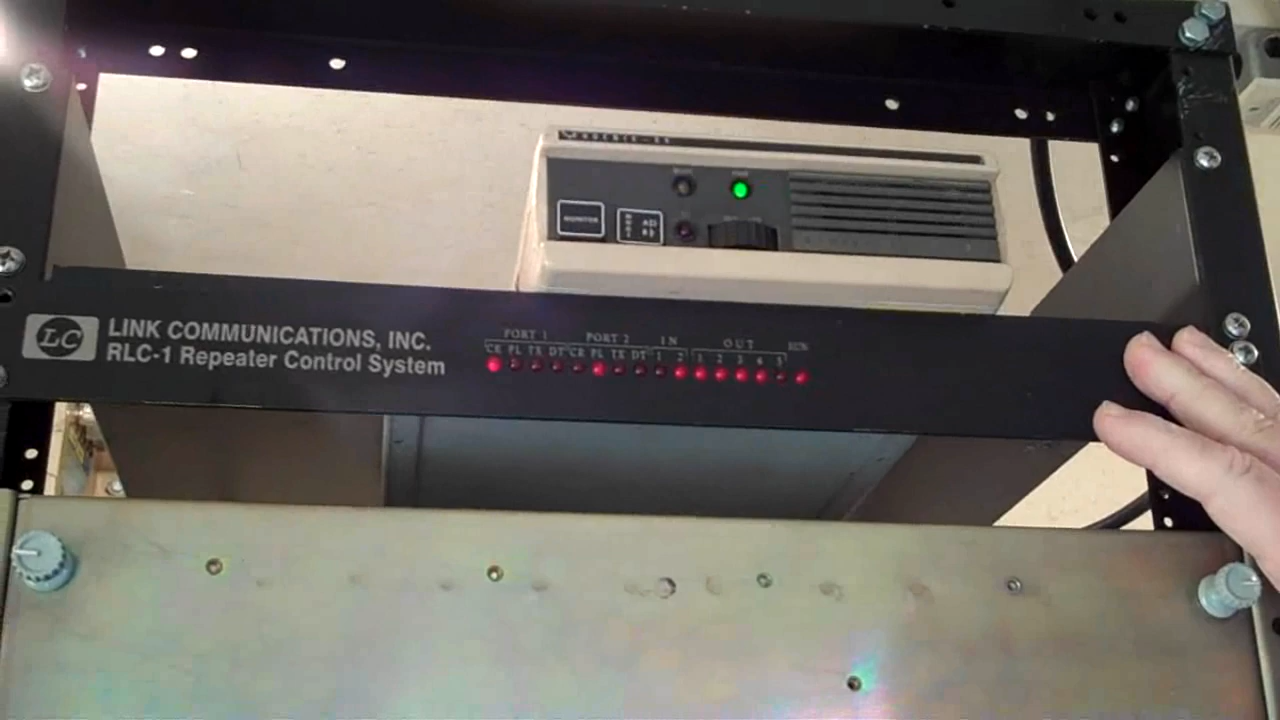 MONITOR
LC
LINK COMMUNICATIONS, INC.
RLC-1 Repeater Control System
PORT 1 PORT 2 IN OUT RUN
CR PL TX DT CR PL TX DT 1 2 1 2 3 4 5